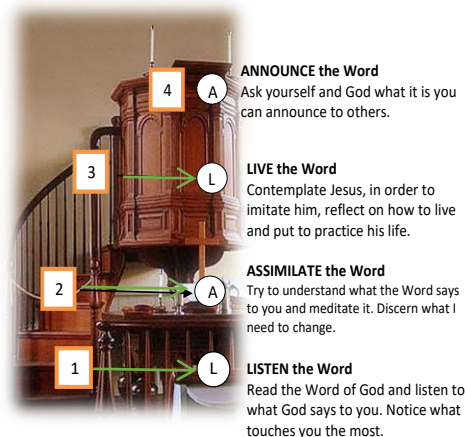 4
A
ANNOUNCE the Word
Ask yourself and God what it is you
can announce to others.
3
L
LIVE the Word
Contemplate Jesus, in order to
imitate him, reflect on how to live
and put to practice his life.
2
A
ASSIMILATE the Word
Try to understand what the Word says
to you and meditate it. Discern what I
need to change.
1
L
LISTEN the Word
Read the Word of God and listen to
what God says to you. Notice what
touches you the most.